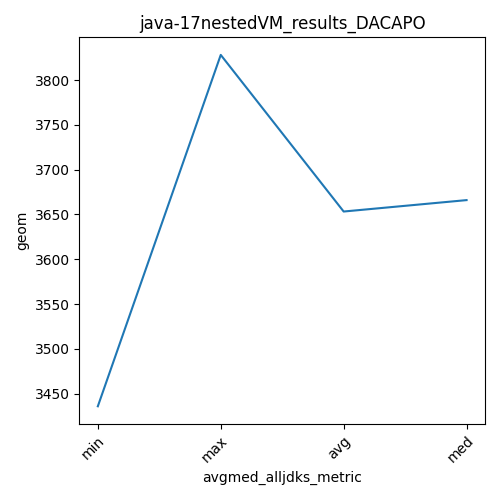 java-17nestedVM_results_DACAPO
3800
3750
3700
3650
3600
3550
3500
3450
geom
min
max
avg
med
avgmed_alljdks_metric